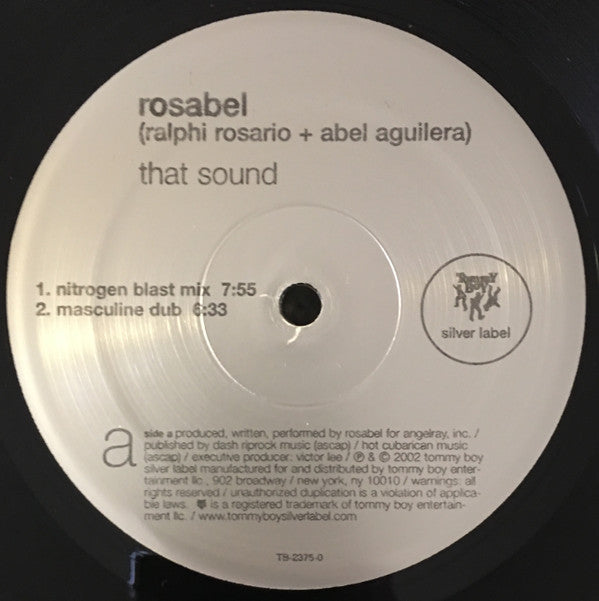 rosabel
(ralphi rosario + abel aguilera)
that sound
1. nitrogen blast mix 7:55
2. masculine dub 6:33
TOMMY
BOY
silver label
a
side a produced, written, performed by rosabel for angelray, inc. /
published by dash riprock music (ascap) / hot cubarican music
(ascap) / executive producer: victor lee / ℗ & © 2002 tommy boy
silver label manufactured for and distributed by tommy boy enter-
tainment llc., 902 broadway / new york, ny 10010 / warnings: all
rights reserved / unauthorized duplication is a violation of applica-
ble laws. is a registered trademark of tommy boy entertain-
ment llc. / www.tommyboysilverlabel.com
TB-2375-0